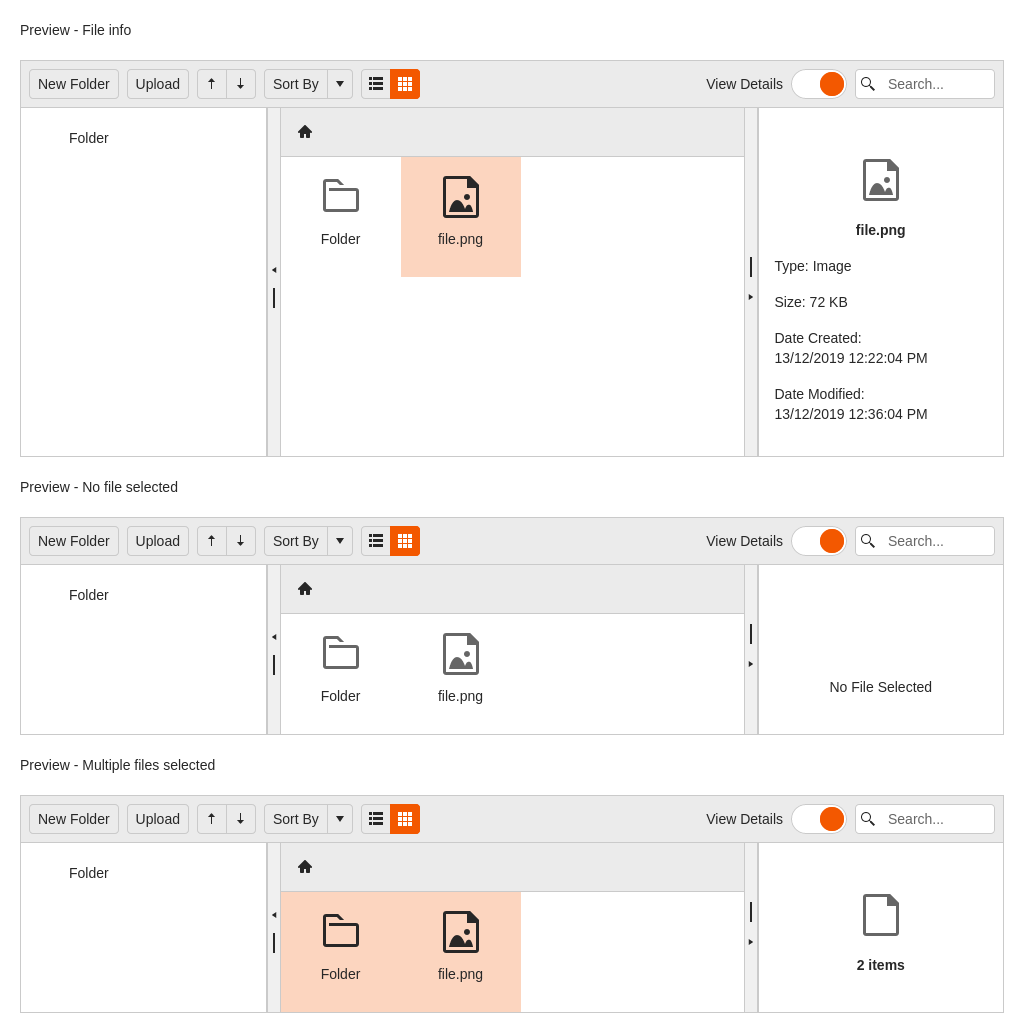 Preview - File info
New Folder Upload Sort By View Details Search...
Folder
Folder file.png
file.png
Type: Image
Size: 72 KB
Date Created:
13/12/2019 12:22:04 PM
Date Modified:
13/12/2019 12:36:04 PM
Preview - No file selected
New Folder Upload Sort By View Details Search...
Folder
Folder file.png
No File Selected
Preview - Multiple files selected
New Folder Upload Sort By View Details Search...
Folder
Folder file.png
2 items